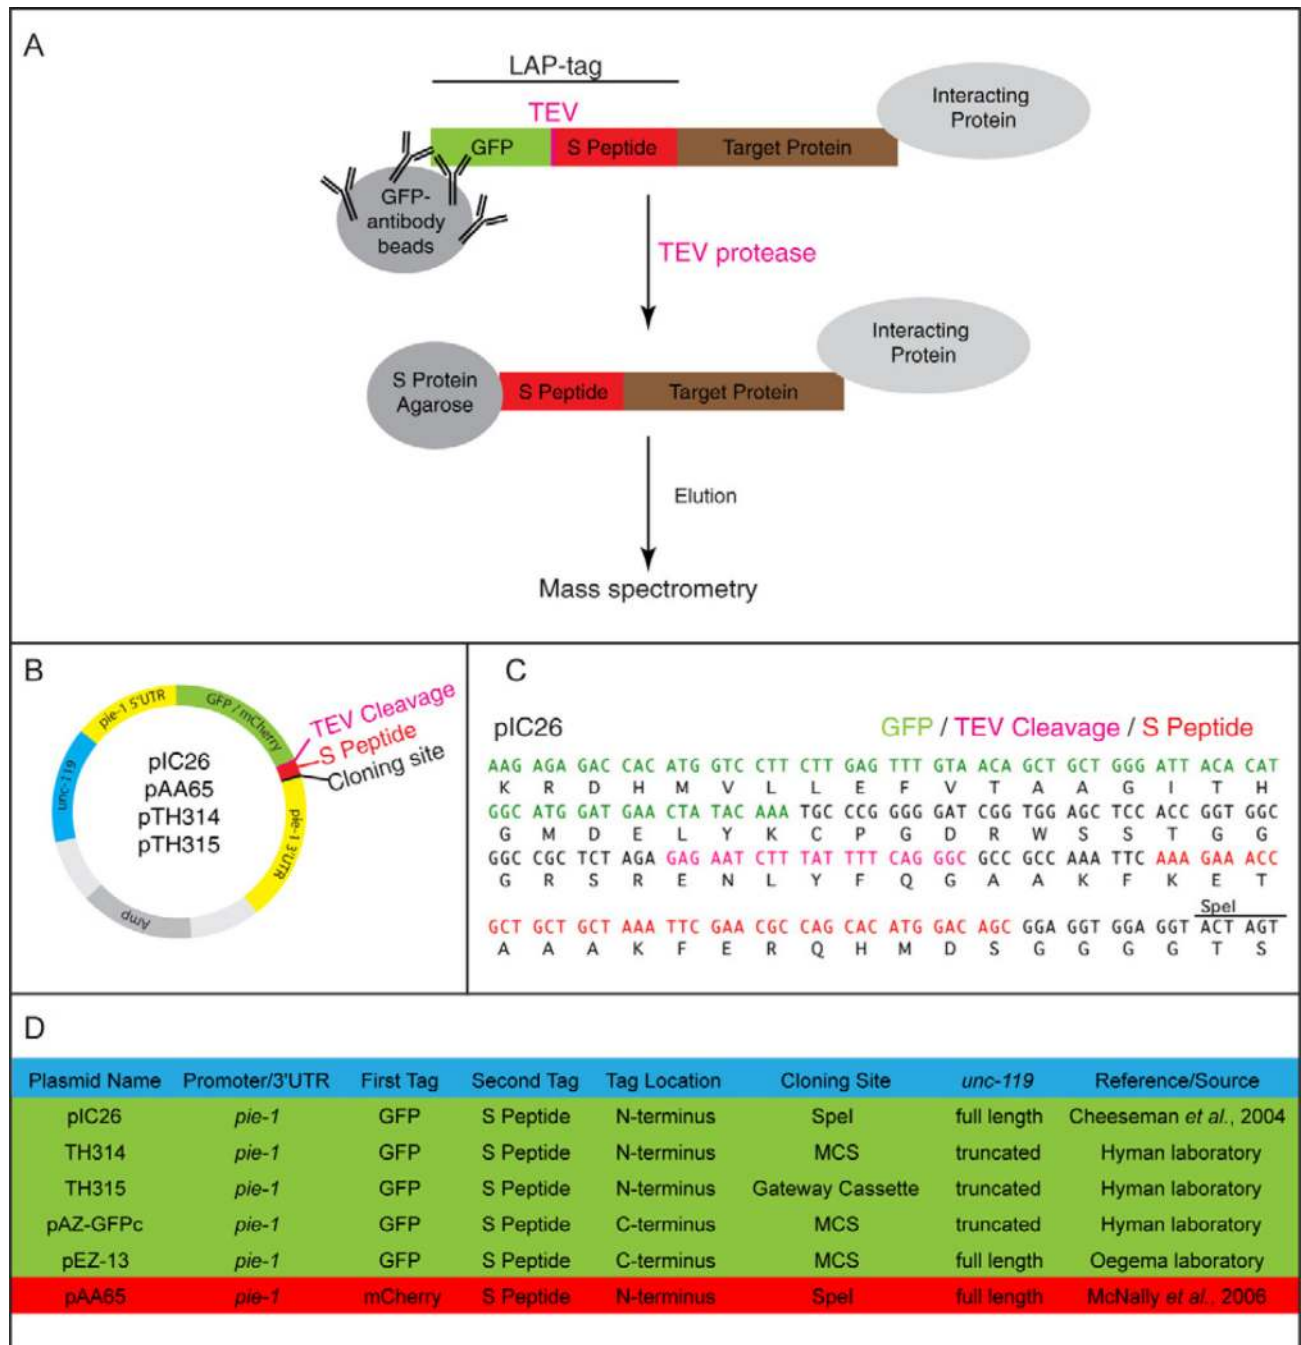 A
LAP-tag
TEV
GFP
S Peptide
Target Protein
Interacting
Protein
GFP-
antibody
beads
TEV protease
S Protein
Agarose
S Peptide
Target Protein
Interacting
Protein
Elution
Mass spectrometry
B
pie-1 5'UTR
GFP / mCherry
TEV Cleavage
S Peptide
Cloning site
pie-1 3'UTR
Amp
unc-119
pIC26
pAA65
pTH314
pTH315
C
pIC26
GFP / TEV Cleavage / S Peptide
AAG AGA GAC CAC ATG GTC CTT CTT GAG TTT GTA ACA GCT GCT GGG ATT ACA CAT
K R D H M V L L E F V T A A G I T H
GGC ATG GAT GAA CTA TAC AAA TGC CCG GGG GAT CGG TGG AGC TCC ACC GGT GGC
G M D E L Y K C P G D R W S S T G G
GGC CGC TCT AGA GAG AAT CTT TAT TTT CAG GGC GCC GCC AAA TTC AAA GAA ACC
G R S R E N L Y F Q G A A K F K E T
SpeI
GCT GCT GCT AAA TTC GAA CGC CAG CAC ATG GAC AGC GGA GGT GGA GGT ACT AGT
A A A K F E R Q H M D S G G G G T S
D
Plasmid Name Promoter/3'UTR First Tag Second Tag Tag Location Cloning Site unc-119 Reference/Source
pIC26 pie-1 GFP S Peptide N-terminus SpeI full length Cheeseman et al., 2004
TH314 pie-1 GFP S Peptide N-terminus MCS truncated Hyman laboratory
TH315 pie-1 GFP S Peptide N-terminus Gateway Cassette truncated Hyman laboratory
pAZ-GFPc pie-1 GFP S Peptide C-terminus MCS truncated Hyman laboratory
pEZ-13 pie-1 GFP S Peptide C-terminus MCS full length Oegema laboratory
pAA65 pie-1 mCherry S Peptide N-terminus SpeI full length McNally et al., 2006